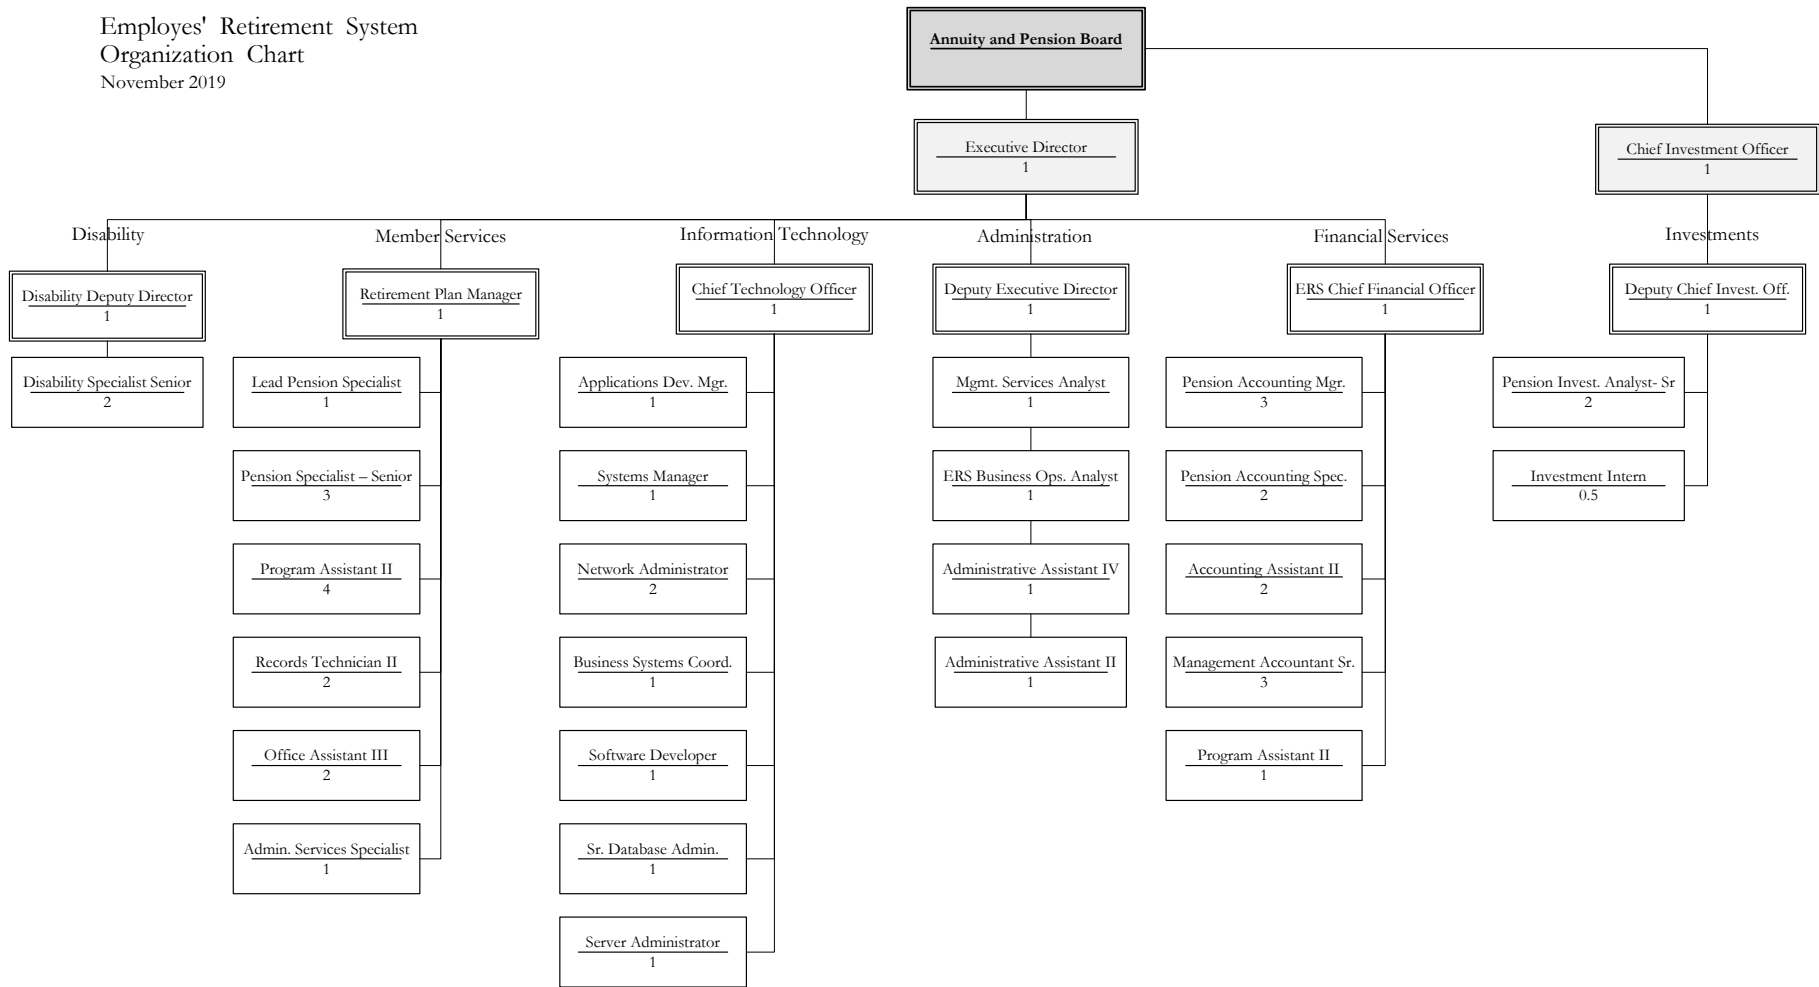 Employes' Retirement System
Organization Chart
November 2019
Annuity and Pension Board
Executive Director
1
Chief Investment Officer
1
Disability
Member Services
Information Technology
Administration
Financial Services
Investments
Disability Deputy Director
1
Retirement Plan Manager
1
Chief Technology Officer
1
Deputy Executive Director
1
ERS Chief Financial Officer
1
Deputy Chief Invest. Off.
1
Disability Specialist Senior
2
Lead Pension Specialist
1
Applications Dev. Mgr.
1
Mgmt. Services Analyst
1
Pension Accounting Mgr.
3
Pension Invest. Analyst- Sr
2
Pension Specialist – Senior
3
Systems Manager
1
ERS Business Ops. Analyst
1
Pension Accounting Spec.
2
Investment Intern
0.5
Program Assistant II
4
Network Administrator
2
Administrative Assistant IV
1
Accounting Assistant II
2
Records Technician II
2
Business Systems Coord.
1
Administrative Assistant II
1
Management Accountant Sr.
3
Office Assistant III
2
Software Developer
1
Program Assistant II
1
Admin. Services Specialist
1
Sr. Database Admin.
1
Server Administrator
1